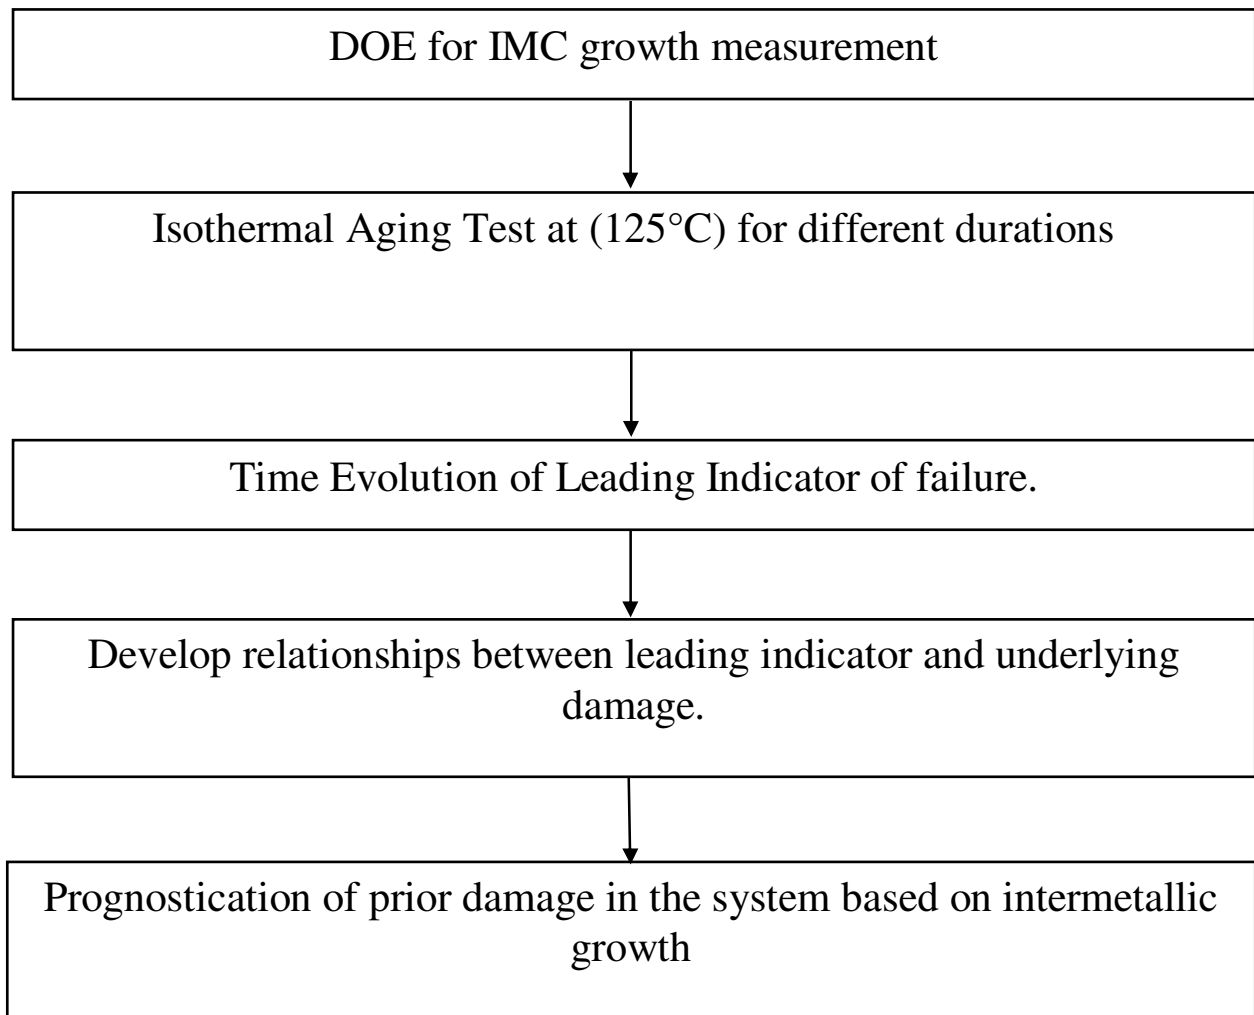 DOE for IMC growth measurement
Isothermal Aging Test at (125°C) for different durations
Time Evolution of Leading Indicator of failure.
Develop relationships between leading indicator and underlying
damage.
Prognostication of prior damage in the system based on intermetallic
growth